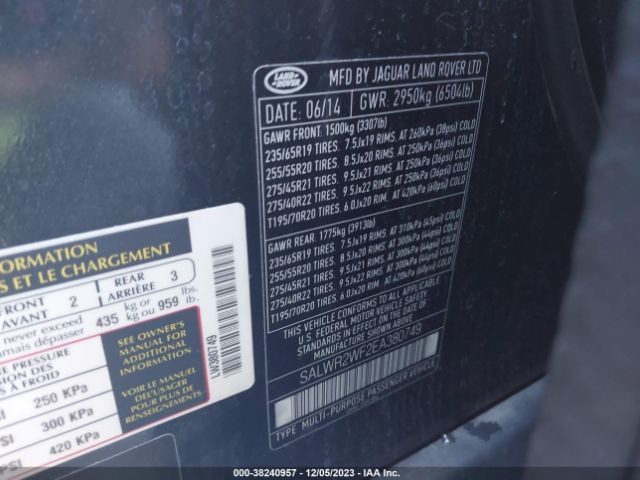 LAND ROVER
MFD BY JAGUAR LAND ROVER LTD
DATE: 06/14 GWR: 2950kg (6504lb)
GAWR FRONT: 1500kg (3307lb)
235/65R19 TIRES. 7.5Jx19 RIMS. AT 260kPa (38psi) COLD
255/55R20 TIRES. 8.5Jx20 RIMS. AT 250kPa (36psi) COLD
275/45R21 TIRES. 9.5Jx21 RIMS. AT 250kPa (36psi) COLD
275/40R22 TIRES. 9.5Jx22 RIMS. AT 250kPa (36psi) COLD
T195/70R20 TIRES. 6.0Jx20 RIM. AT 420kPa (60psi) COLD
GAWR REAR: 1775kg (3913lb)
235/65R19 TIRES. 7.5Jx19 RIMS. AT 310kPa (45psi) COLD
255/55R20 TIRES. 8.5Jx20 RIMS. AT 300kPa (44psi) COLD
275/45R21 TIRES. 9.5Jx21 RIMS. AT 300kPa (44psi) COLD
275/40R22 TIRES. 9.5Jx22 RIMS. AT 300kPa (44psi) COLD
T195/70R20 TIRES. 6.0Jx20 RIM. AT 420kPa (60psi) COLD
THIS VEHICLE CONFORMS TO ALL APPLICABLE
U.S. FEDERAL MOTOR VEHICLE SAFETY
STANDARDS IN EFFECT ON THE DATE OF
MANUFACTURE SHOWN ABOVE.
SALWR2WF2EA380749
TYPE: MULTI-PURPOSE PASSENGER VEHICLE
FORMATION
S ET LE CHARGEMENT
FRONT 2 REAR 3
AVANT ARRIÈRE
never exceed 435 kg or 959 lbs.
amais dépasser kg ou lb.
LW380749
E PRESSURE
SION DES
S À FROID
SI 250 KPa
SI 300 KPa
PSI 420 KPa
SEE OWNER'S
MANUAL FOR
ADDITIONAL
INFORMATION
VOIR LE MANUEL
DE L'USAGER
POUR PLUS DE
RENSEIGNEMENTS
000-38240957 - 12/05/2023 - IAA Inc.